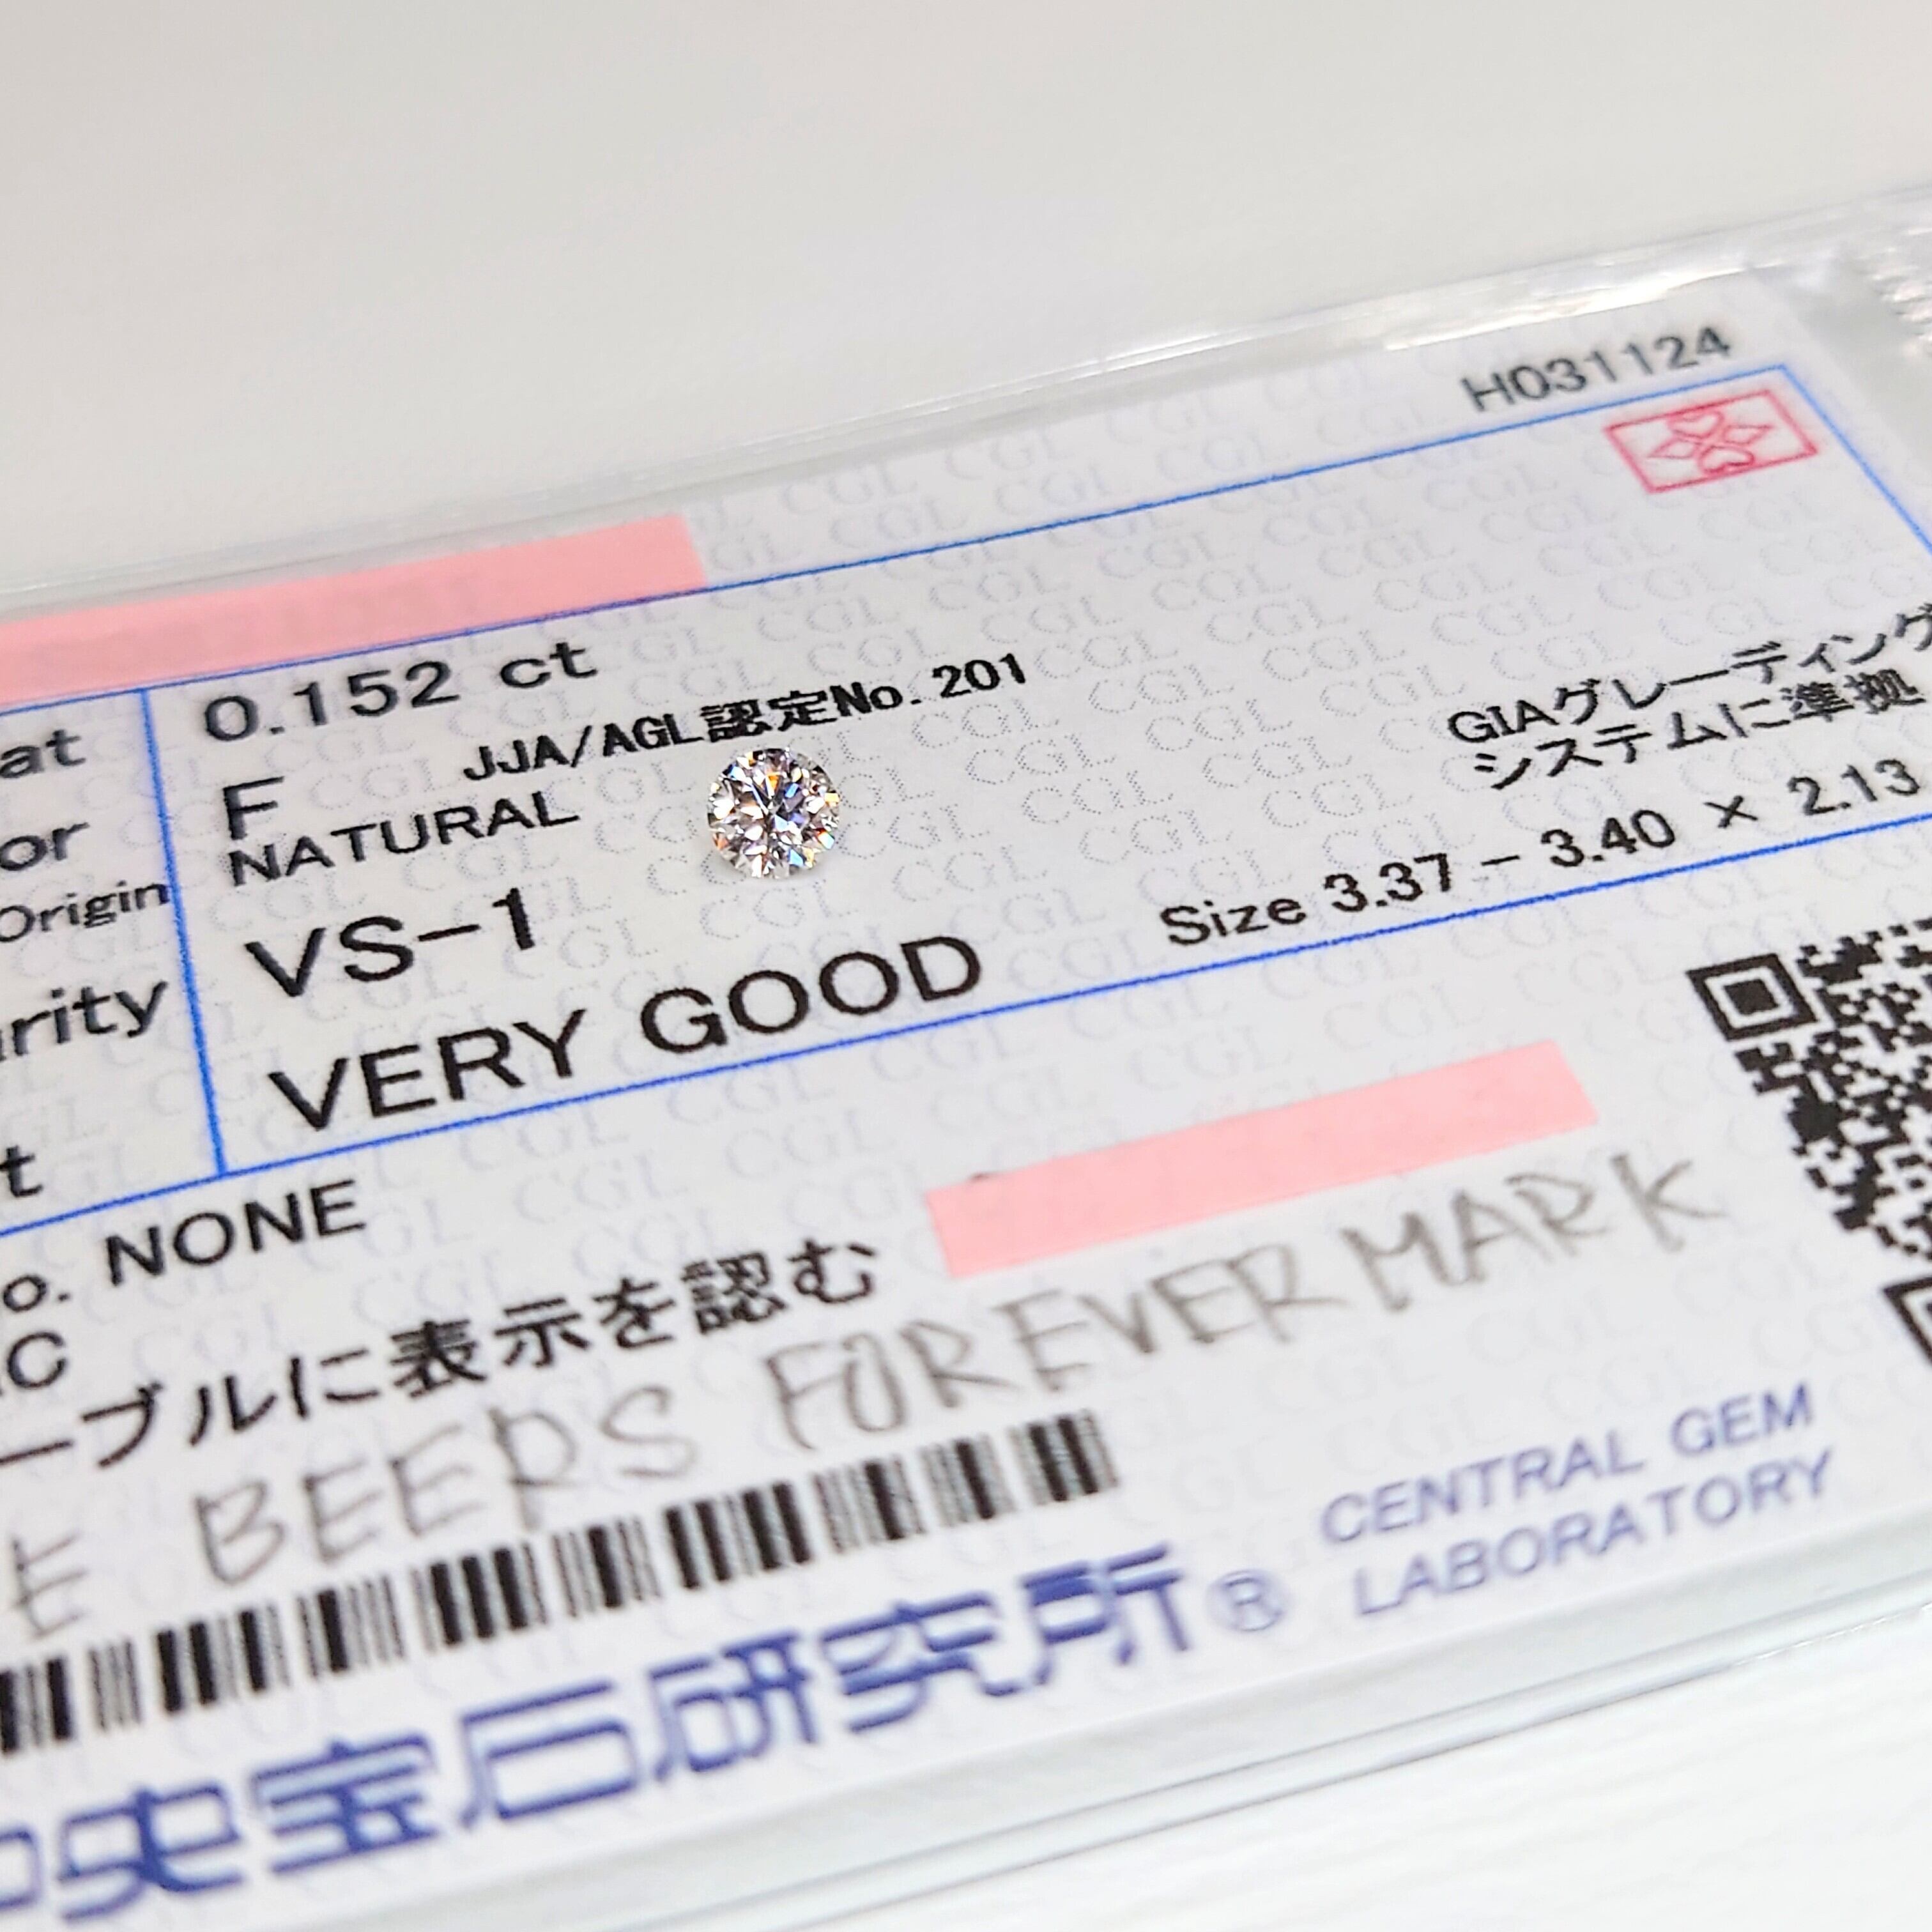 H031124
at 0.152 ct
JJA/AGL認定No. 201
or F
Origin NATURAL
GIAグレーディング
システムに準拠
rity VS-1
t VERY GOOD Size 3.37 - 3.40 × 2.13
o. NONE
C
ーブルに表示を認む
E BEERS FOREVERMARK
中央宝石研究所®
CENTRAL GEM
LABORATORY